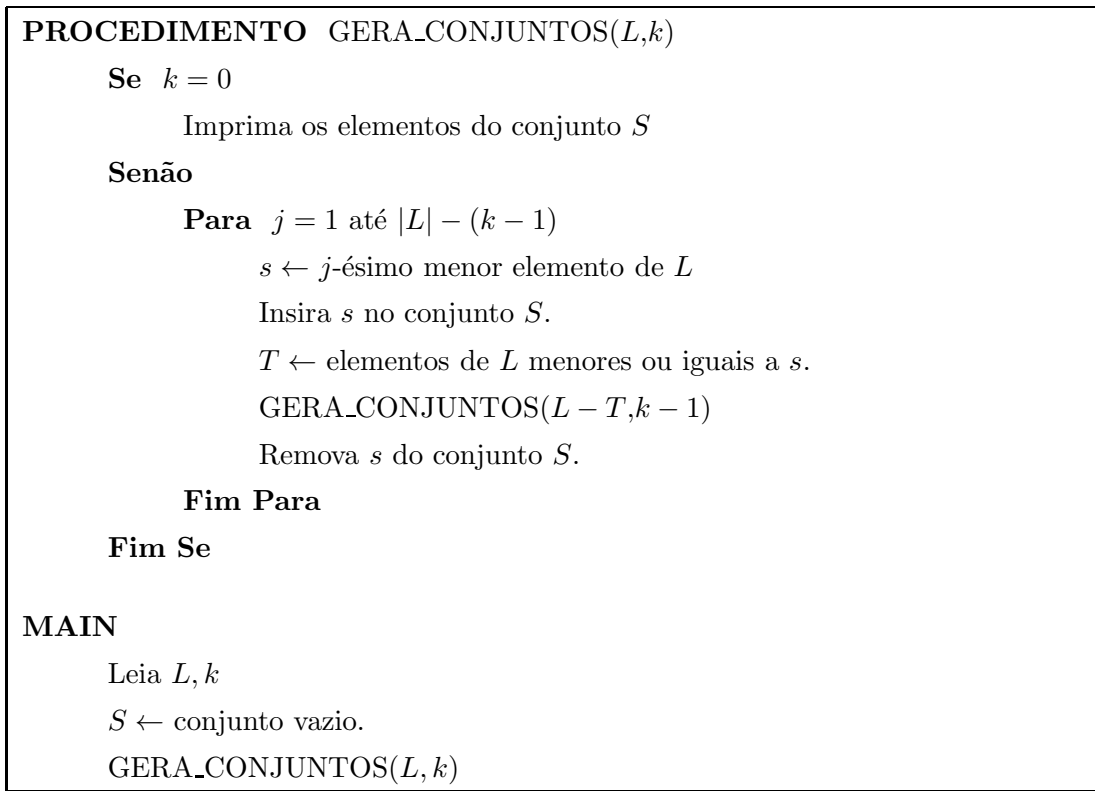 PROCEDIMENTO GERA_CONJUNTOS(L,k)
Se k = 0
Imprima os elementos do conjunto S
Senão
Para j = 1 até |L| − (k − 1)
s ← j-ésimo menor elemento de L
Insira s no conjunto S.
T ← elementos de L menores ou iguais a s.
GERA_CONJUNTOS(L − T,k − 1)
Remova s do conjunto S.
Fim Para
Fim Se
MAIN
Leia L, k
S ← conjunto vazio.
GERA_CONJUNTOS(L, k)